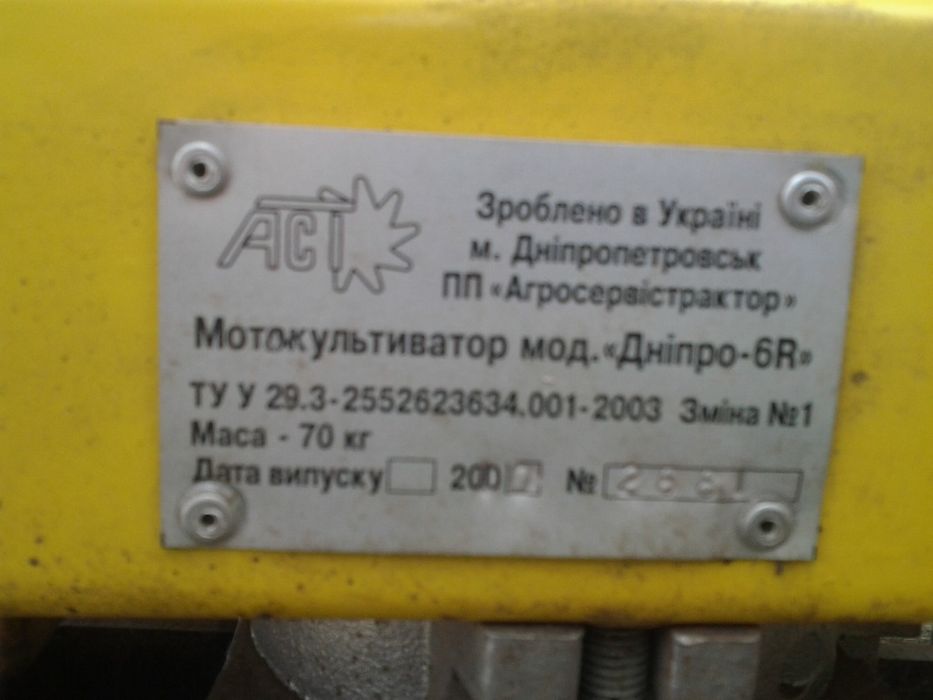 АСТ
Зроблено в Україні
м. Дніпропетровськ
ПП «Агросервістрактор»
Мотокультиватор мод.«Дніпро-6R»
ТУ У 29.3-2552623634.001-2003 Зміна №1
Маса - 70 кг
Дата випуску 200 №